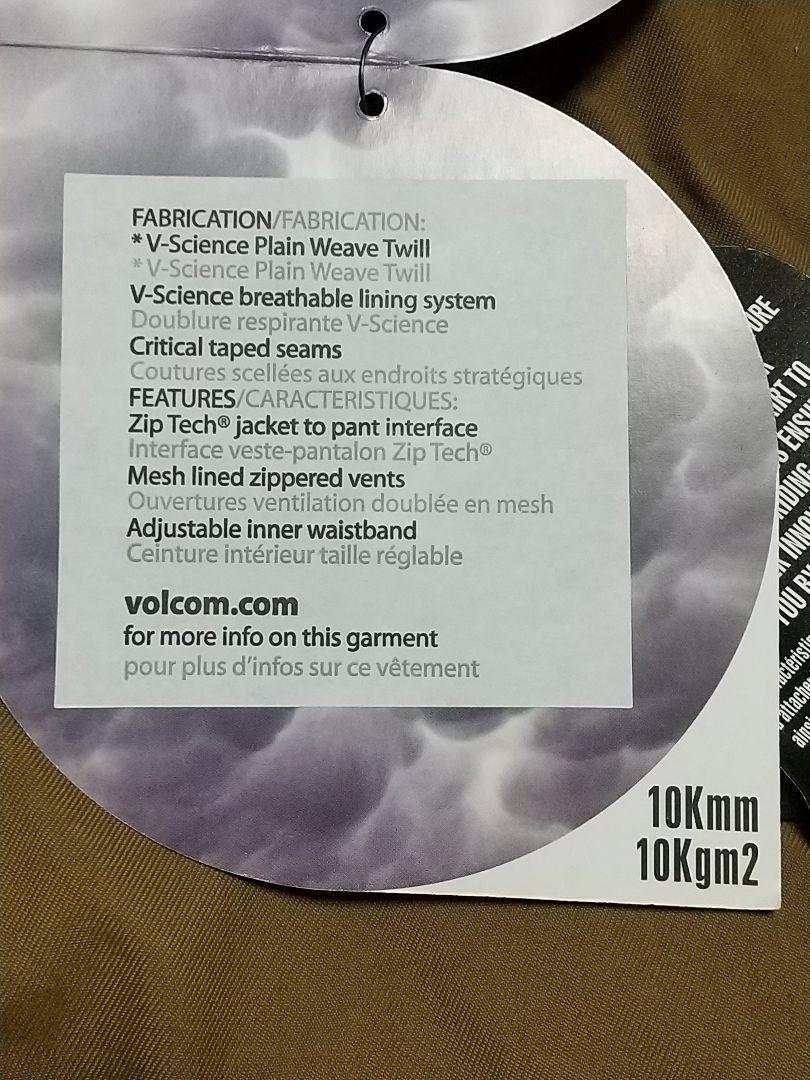 FABRICATION/FABRICATION:
* V-Science Plain Weave Twill
* V-Science Plain Weave Twill
V-Science breathable lining system
Doublure respirante V-Science
Critical taped seams
Coutures scellées aux endroits stratégiques
FEATURES/CARACTERISTIQUES:
Zip Tech® jacket to pant interface
Interface veste-pantalon Zip Tech®
Mesh lined zippered vents
Ouvertures ventilation doublée en mesh
Adjustable inner waistband
Ceinture intérieur taille réglable
volcom.com
for more info on this garment
pour plus d'infos sur ce vêtement
10Kmm
10Kgm2
TO
YOU